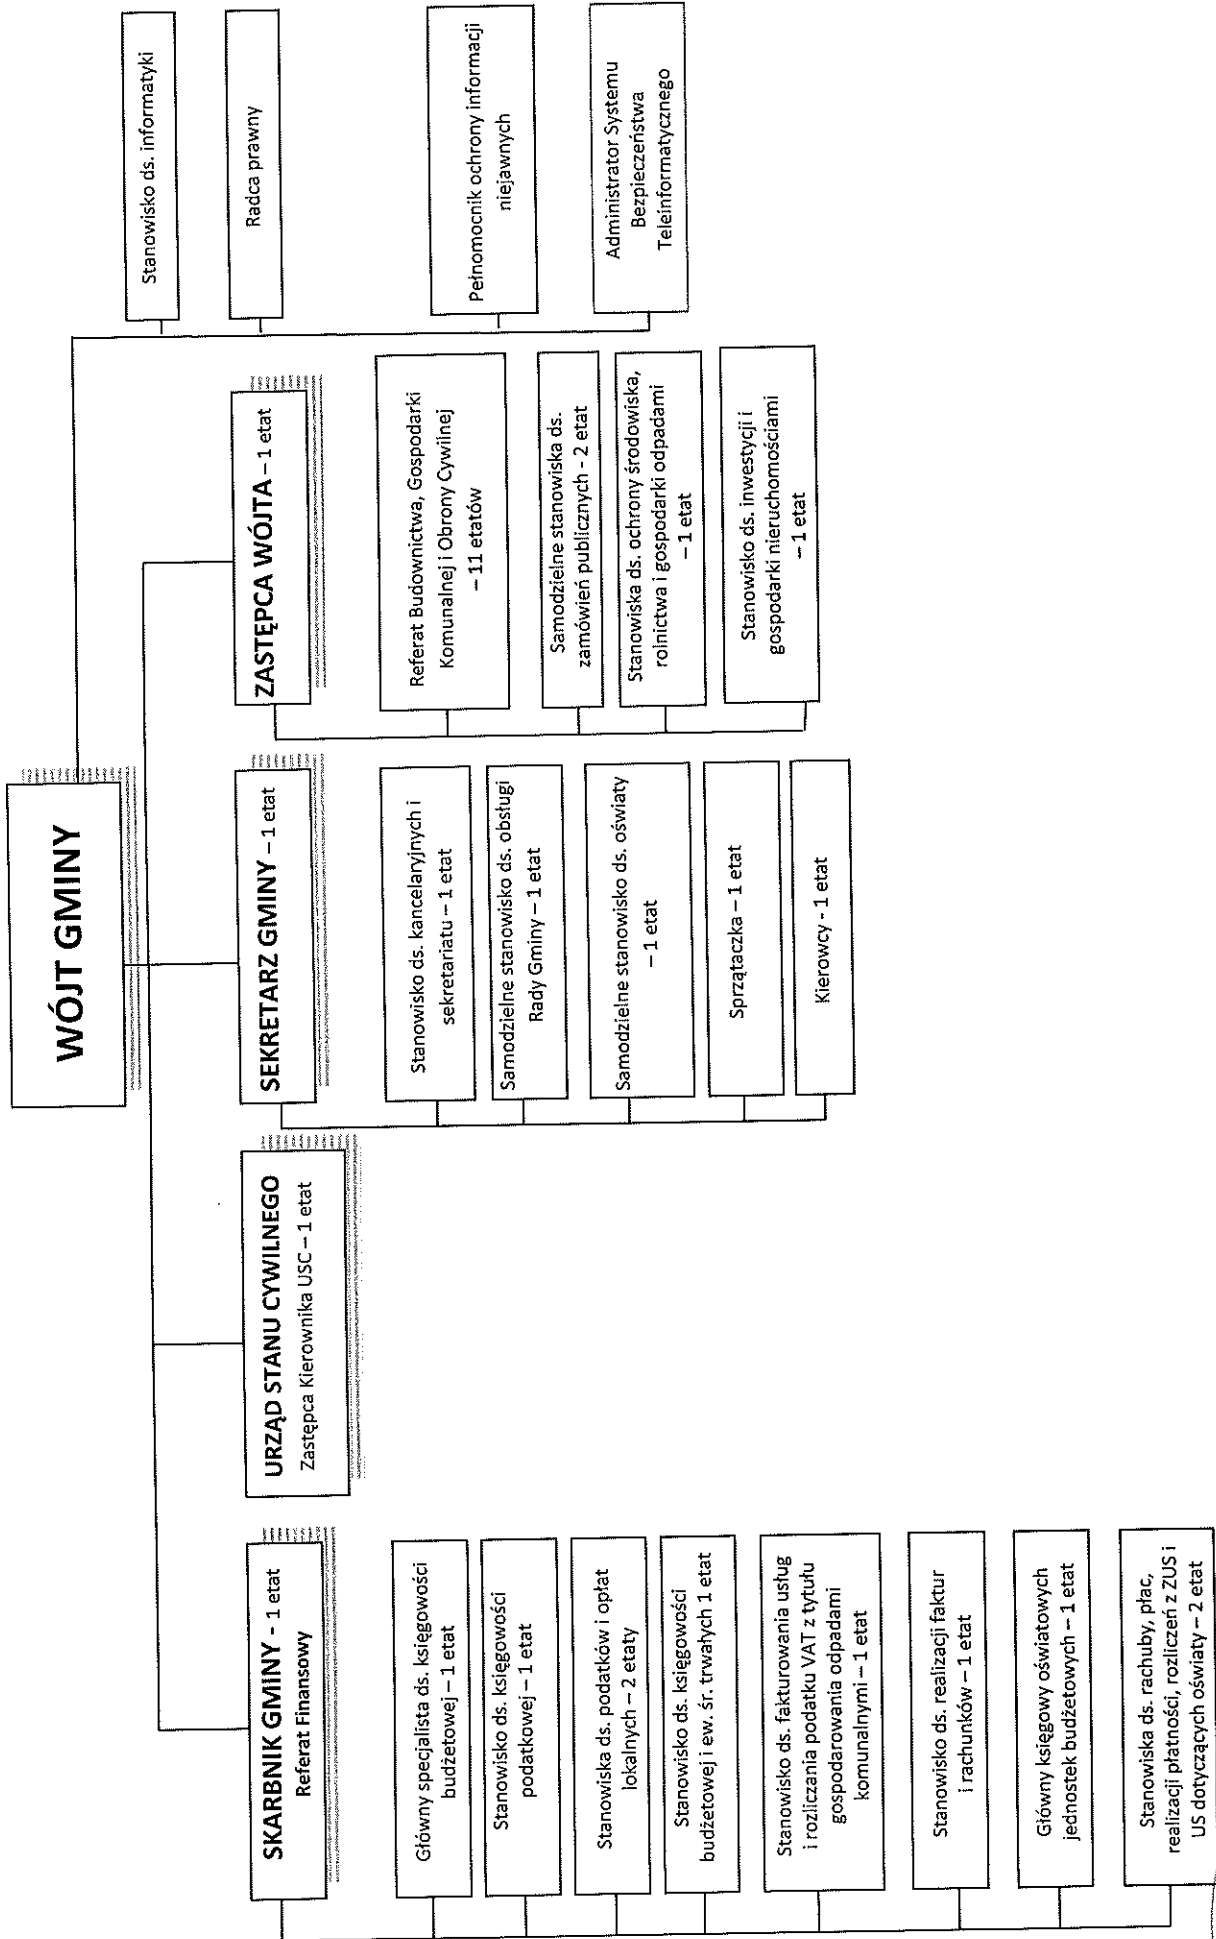 WÓJT GMINY
SKARBNIK GMINY - 1 etat
Referat Finansowy
Główny specjalista ds. księgowości
budżetowej – 1 etat
Stanowisko ds. księgowości
podatkowej – 1 etat
Stanowiska ds. podatków i opłat
lokalnych – 2 etaty
Stanowisko ds. księgowości
budżetowej i ew. śr. trwałych 1 etat
Stanowisko ds. fakturowania usług
i rozliczania podatku VAT z tytułu
gospodarowania odpadami
komunalnymi – 1 etat
Stanowisko ds. realizacji faktur
i rachunków – 1 etat
Główny księgowy oświatowych
jednostek budżetowych – 1 etat
Stanowiska ds. rachuby, płac,
realizacji płatności, rozliczeń z ZUS i
US dotyczących oświaty – 2 etat
URZĄD STANU CYWILNEGO
Zastępca Kierownika USC – 1 etat
SEKRETARZ GMINY – 1 etat
Stanowisko ds. kancelaryjnych i
sekretariatu – 1 etat
Samodzielne stanowisko ds. obsługi
Rady Gminy – 1 etat
Samodzielne stanowisko ds. oświaty
– 1 etat
Sprzątaczka – 1 etat
Kierowcy - 1 etat
ZASTĘPCA WÓJTA – 1 etat
Referat Budownictwa, Gospodarki
Komunalnej i Obrony Cywilnej
– 11 etatów
Samodzielne stanowiska ds.
zamówień publicznych - 2 etat
Stanowiska ds. ochrony środowiska,
rolnictwa i gospodarki odpadami
– 1 etat
Stanowisko ds. inwestycji i
gospodarki nieruchomościami
– 1 etat
Stanowisko ds. informatyki
Radca prawny
Pełnomocnik ochrony informacji
niejawnych
Administrator Systemu
Bezpieczeństwa
Teleinformatycznego